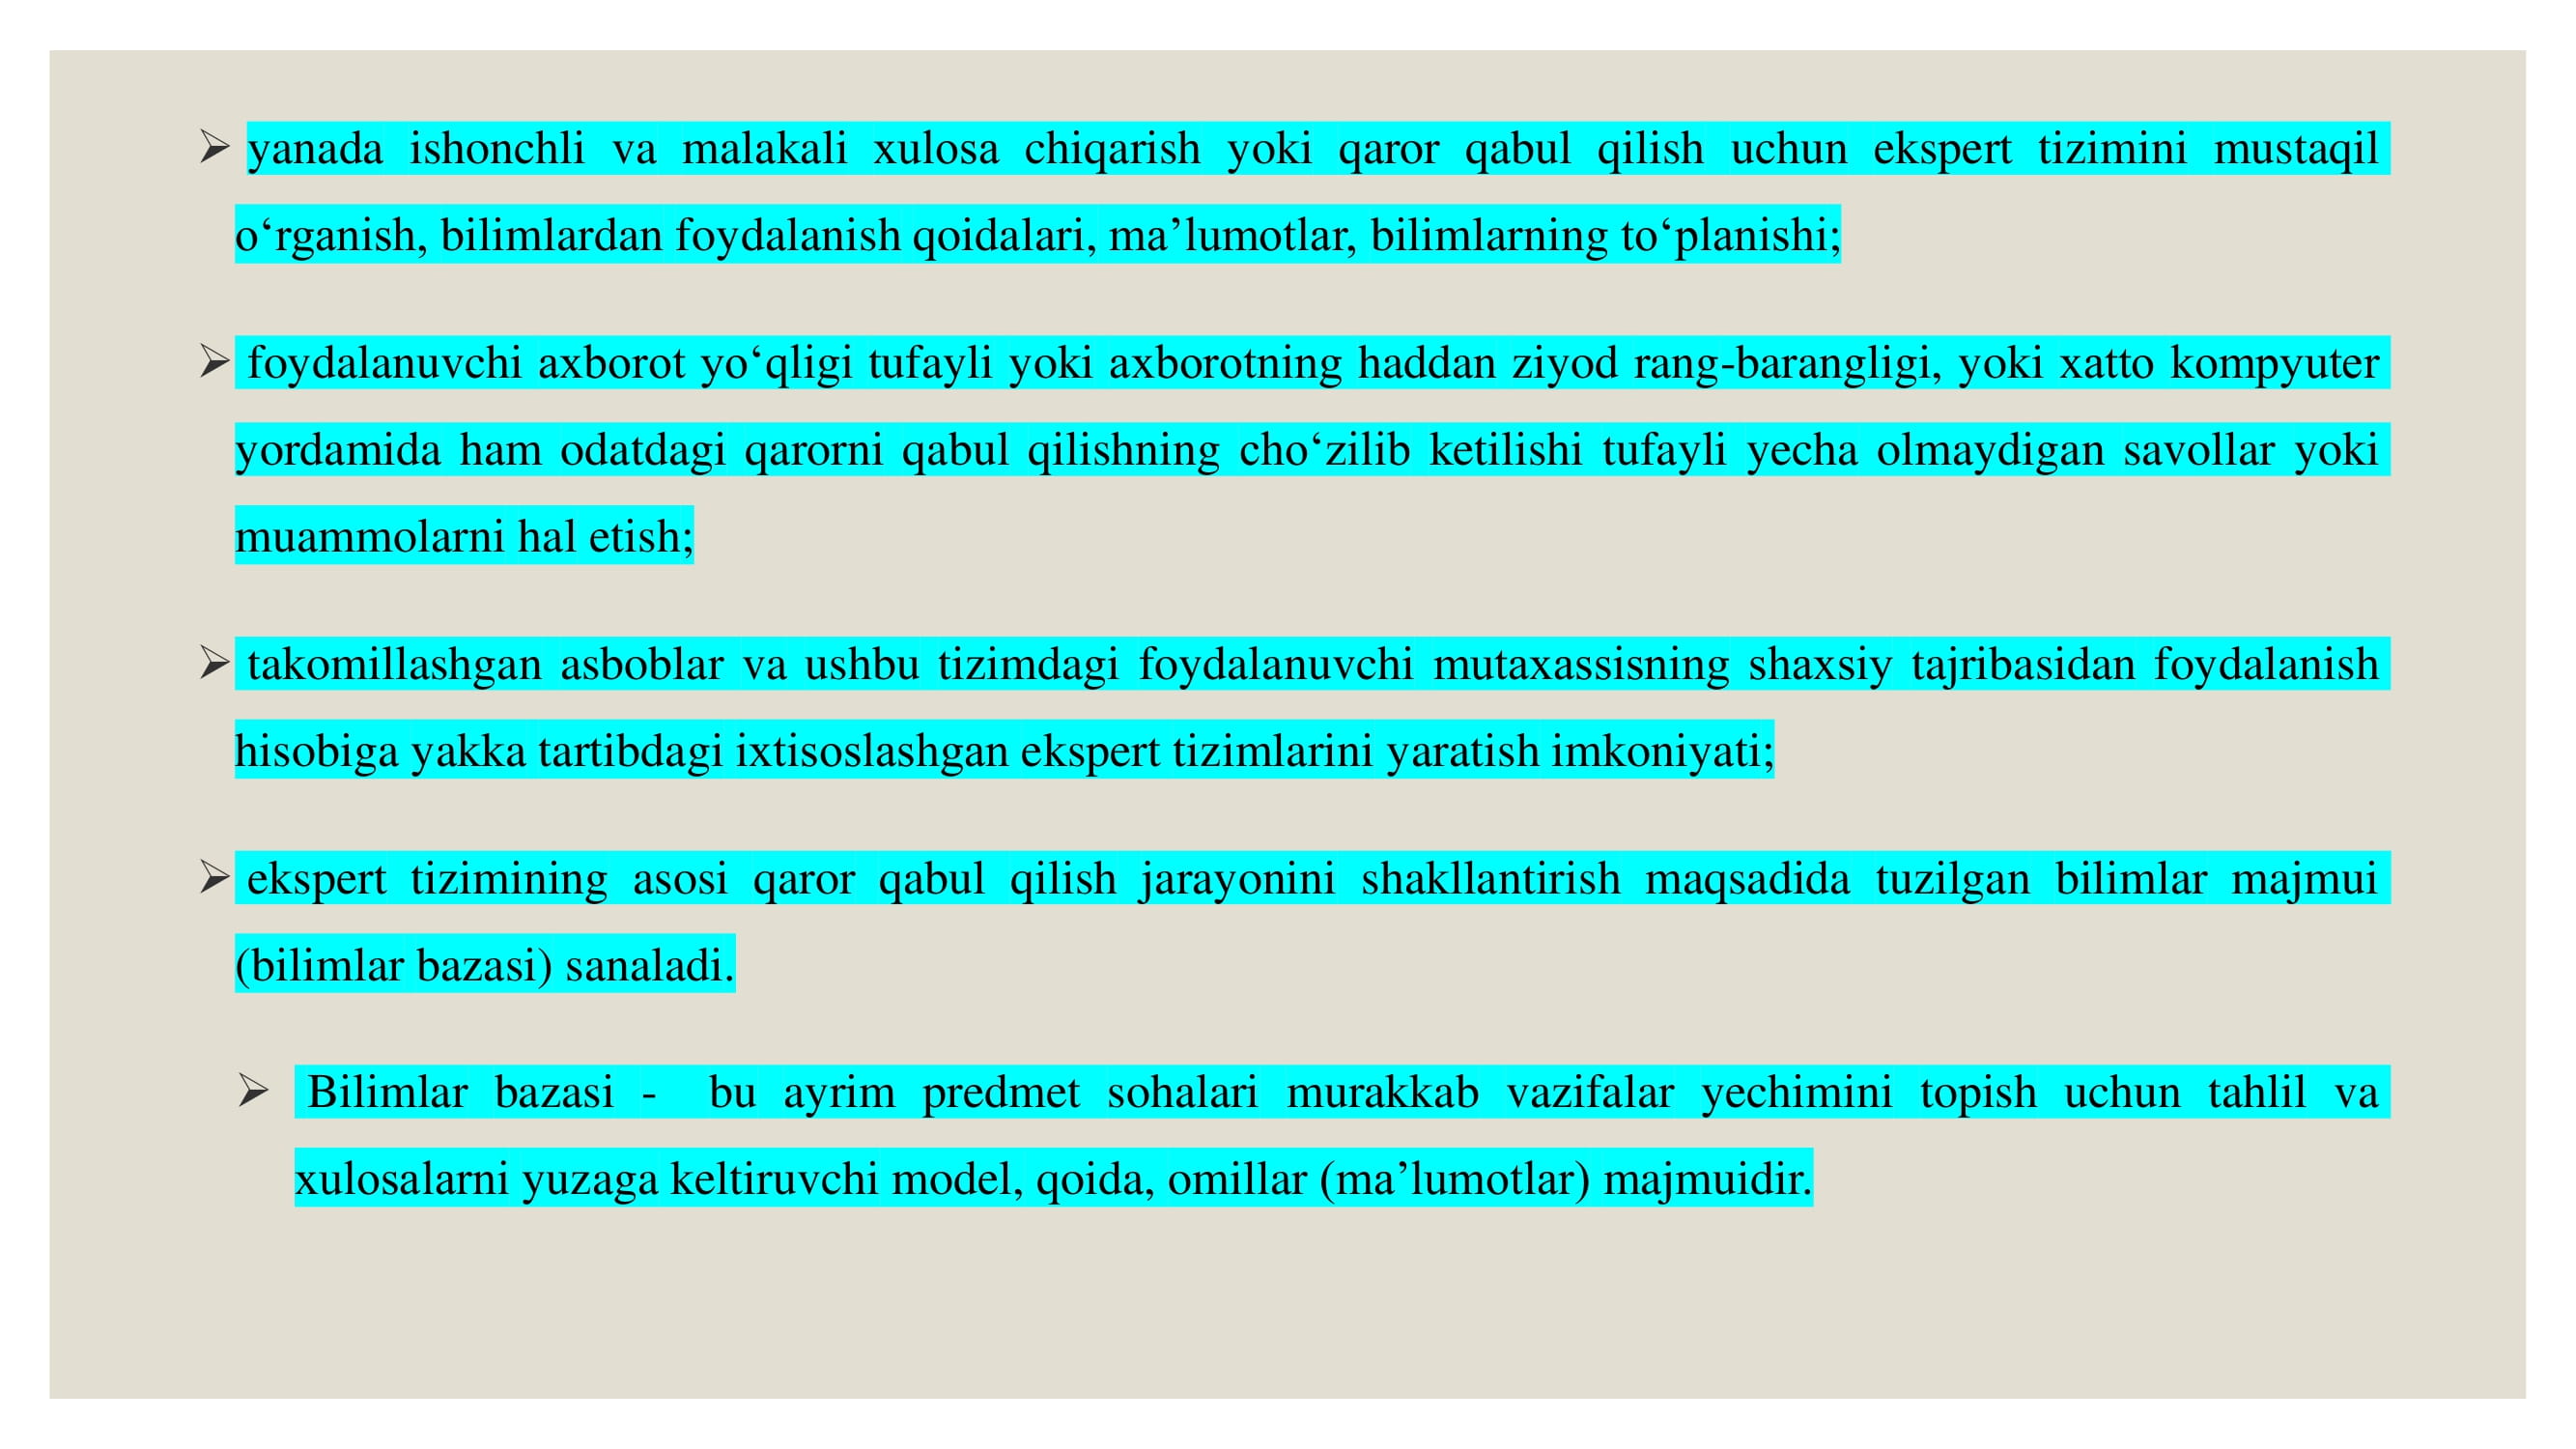 yanada ishonchli va malakali xulosa chiqarish yoki qaror qabul qilish uchun ekspert tizimini mustaqil
o‘rganish, bilimlardan foydalanish qoidalari, ma’lumotlar, bilimlarning to‘planishi;
foydalanuvchi axborot yo‘qligi tufayli yoki axborotning haddan ziyod rang-barangligi, yoki xatto kompyuter
yordamida ham odatdagi qarorni qabul qilishning cho‘zilib ketilishi tufayli yecha olmaydigan savollar yoki
muammolarni hal etish;
takomillashgan asboblar va ushbu tizimdagi foydalanuvchi mutaxassisning shaxsiy tajribasidan foydalanish
hisobiga yakka tartibdagi ixtisoslashgan ekspert tizimlarini yaratish imkoniyati;
ekspert tizimining asosi qaror qabul qilish jarayonini shakllantirish maqsadida tuzilgan bilimlar majmui
(bilimlar bazasi) sanaladi.
Bilimlar bazasi - bu ayrim predmet sohalari murakkab vazifalar yechimini topish uchun tahlil va
xulosalarni yuzaga keltiruvchi model, qoida, omillar (ma’lumotlar) majmuidir.